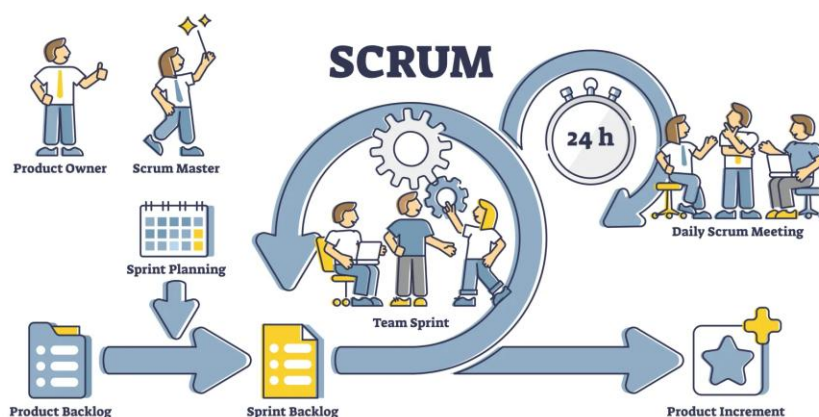 SCRUM
Product Owner
Scrum Master
24 h
Daily Scrum Meeting
Sprint Planning
Team Sprint
Product Backlog
Sprint Backlog
Product Increment